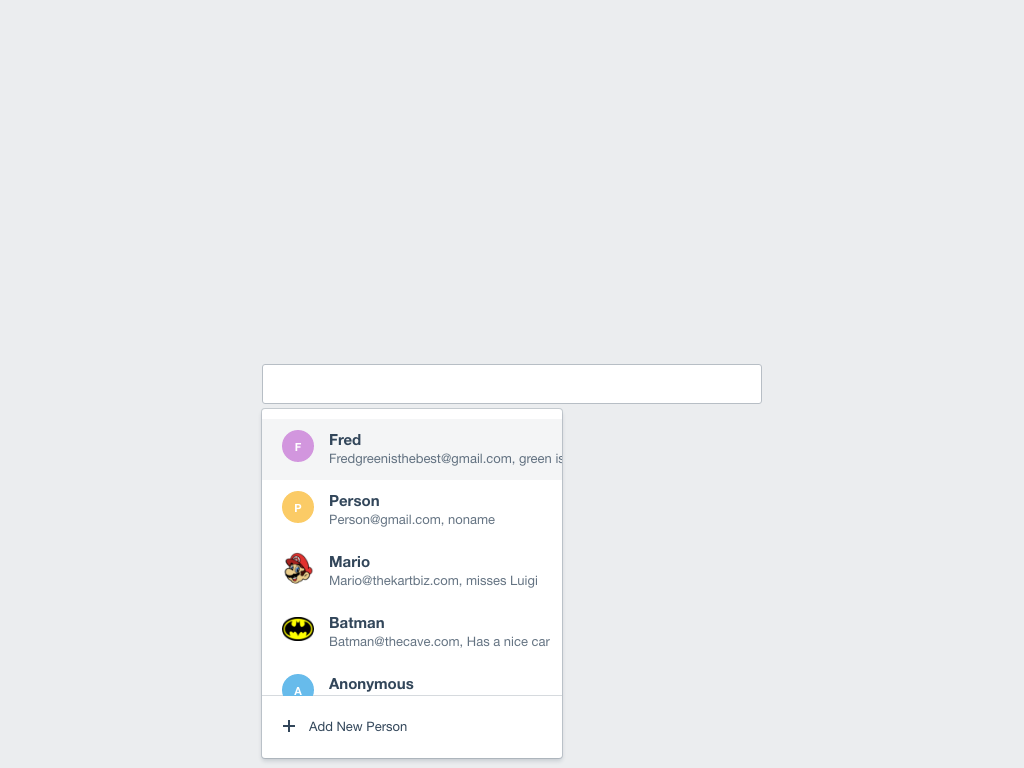 F
Fred
Fredgreenisthebest@gmail.com, green is
P
Person
Person@gmail.com, noname
Mario
Mario@thekartbiz.com, misses Luigi
Batman
Batman@thecave.com, Has a nice car
A
Anonymous
Add New Person